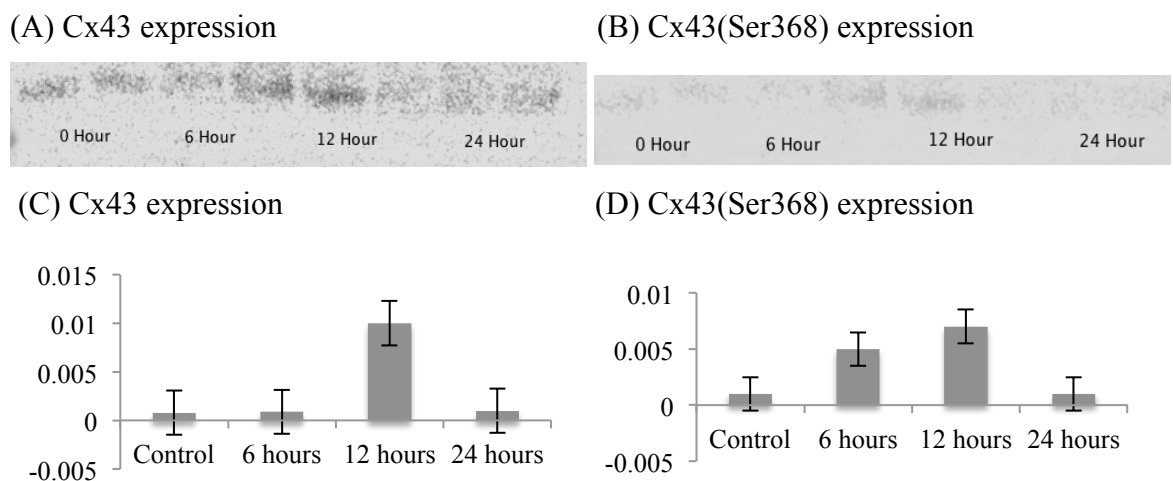 (A) Cx43 expression
(B) Cx43(Ser368) expression
0 Hour 6 Hour 12 Hour 24 Hour
0 Hour 6 Hour 12 Hour 24 Hour
(C) Cx43 expression
(D) Cx43(Ser368) expression
0.015
0.01
0.005
0
-0.005
Control 6 hours 12 hours 24 hours
0.01
0.005
0
-0.005
Control 6 hours 12 hours 24 hours